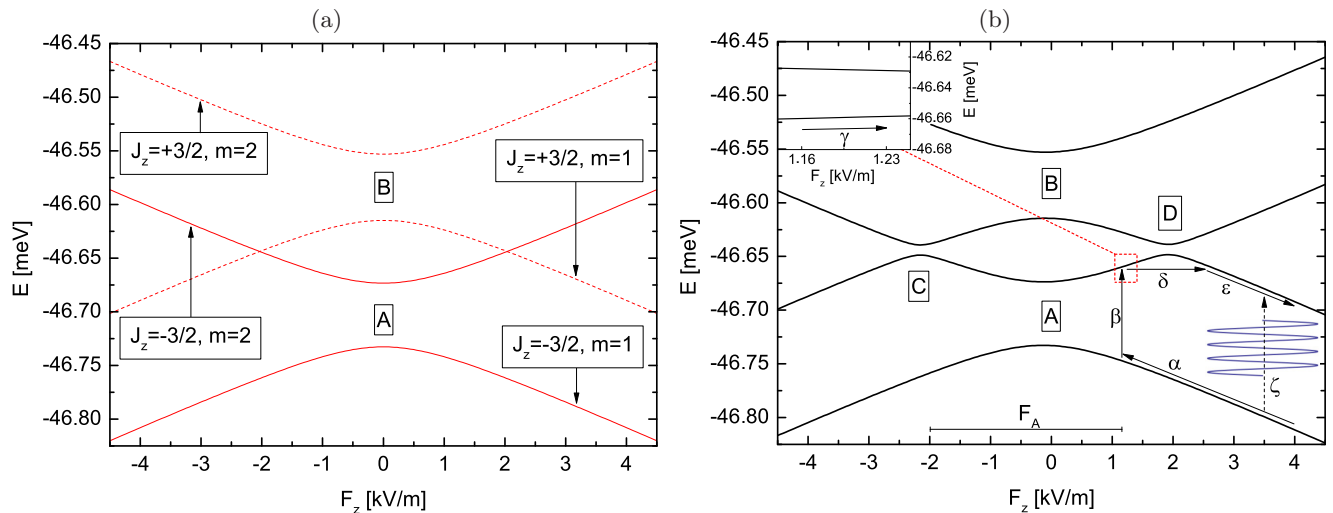 (a)
-46.45
-46.50
-46.55
-46.60
-46.65
-46.70
-46.75
-46.80
E [meV]
J_z=+3/2, m=2
J_z=+3/2, m=1
B
A
J_z=-3/2, m=2
J_z=-3/2, m=1
-4 -3 -2 -1 0 1 2 3 4
F_z [kV/m]
(b)
-46.45
-46.50
-46.55
-46.60
-46.65
-46.70
-46.75
-46.80
E [meV]
-46.62
-46.64
-46.66
-46.68
E [meV]
γ
1.16 1.23
F_z [kV/m]
B
D
C
A
δ
ε
β
α
ζ
F_A
-4 -3 -2 -1 0 1 2 3 4
F_z [kV/m]